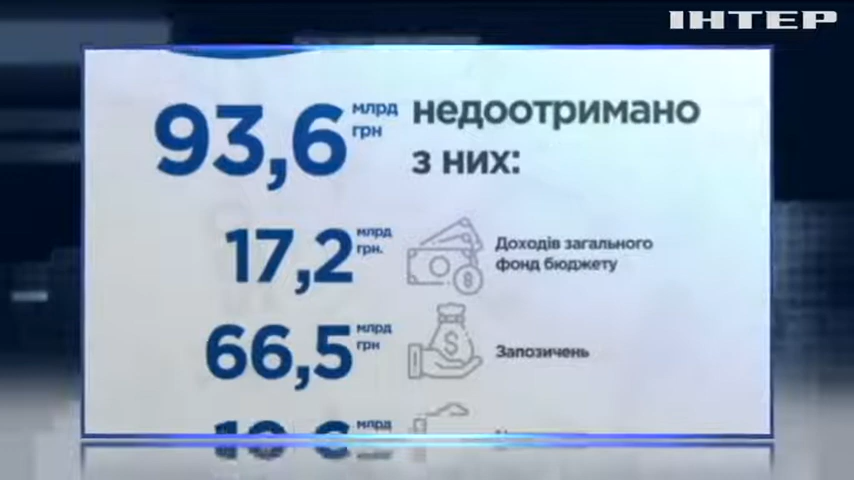 ІНТЕР
93,6 млрд грн недоотримано
з них:
17,2 млрд грн. Доходів загального
фонд бюджету
66,5 млрд грн Запозичень
млрд